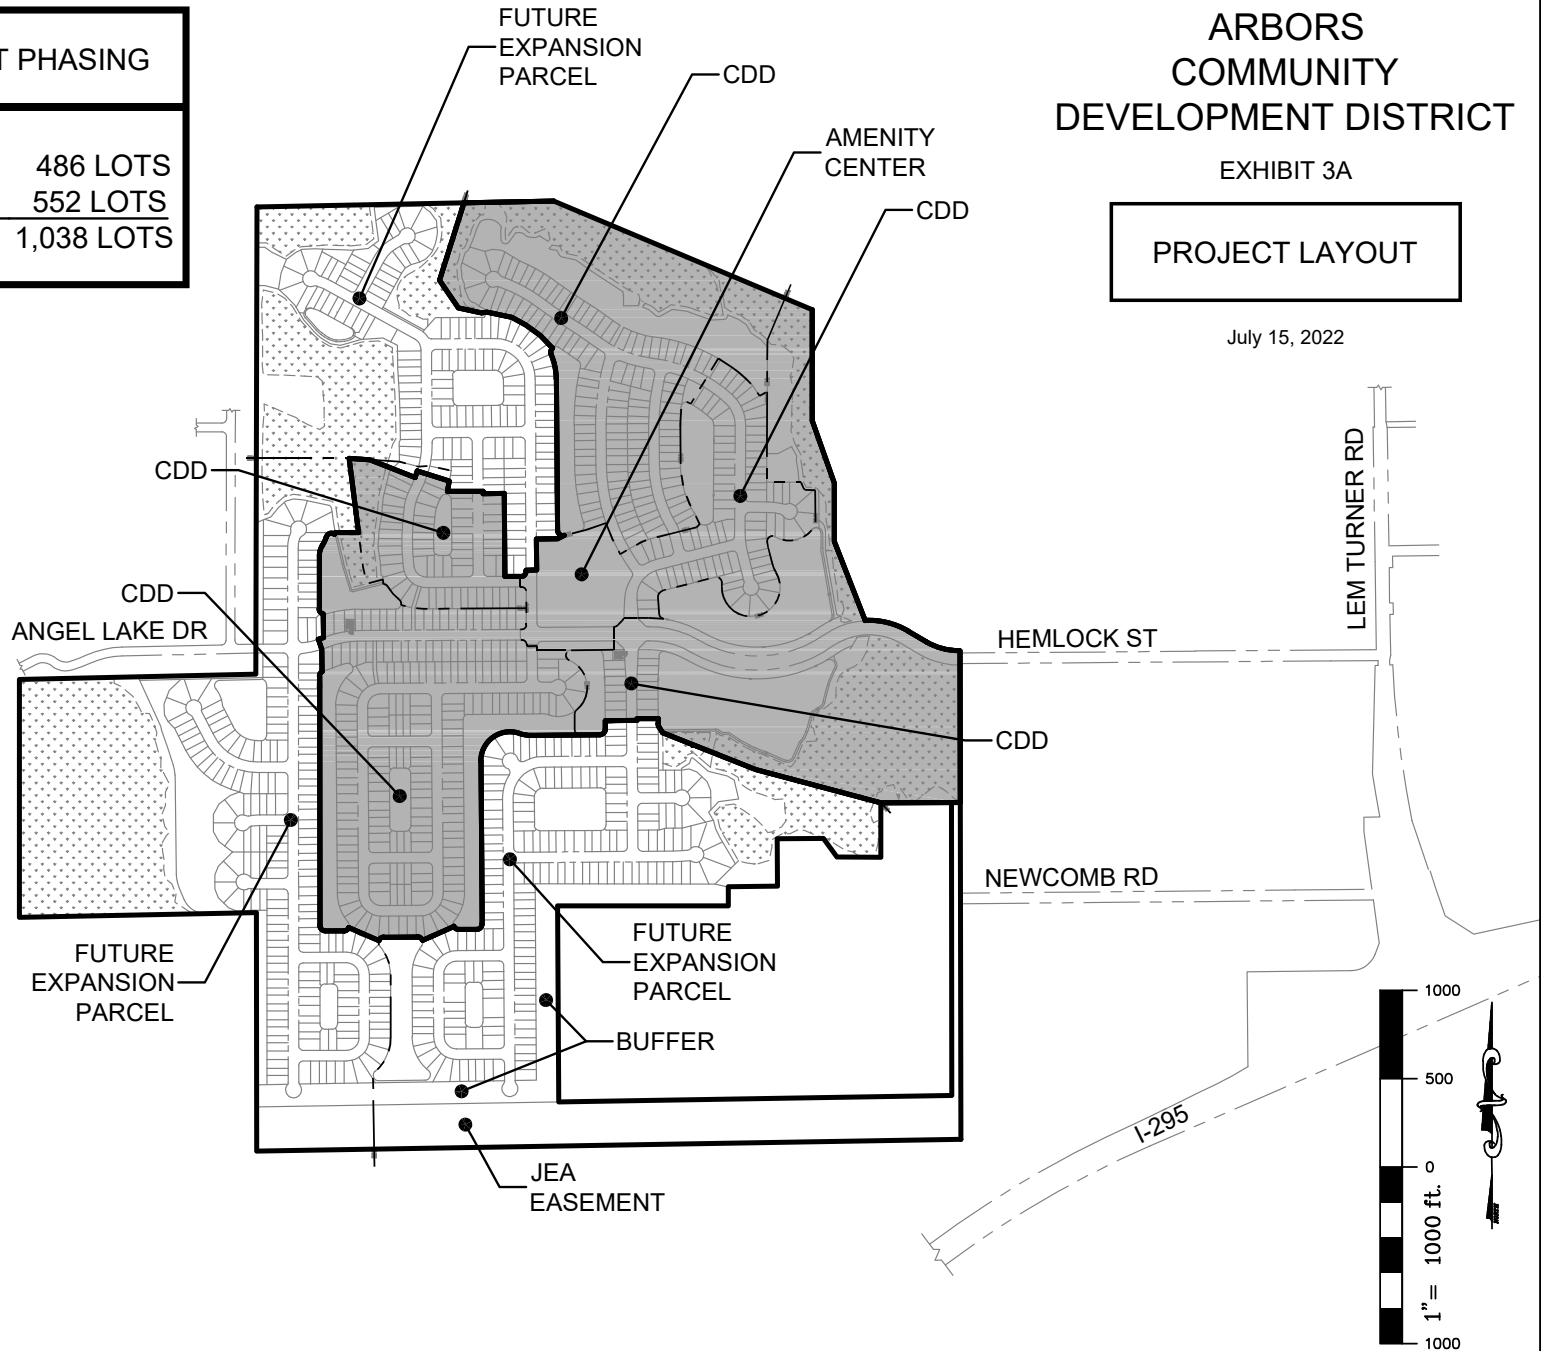 T PHASING
486 LOTS
552 LOTS
1,038 LOTS
FUTURE
EXPANSION
PARCEL
CDD
AMENITY
CENTER
CDD
ARBORS
COMMUNITY
DEVELOPMENT DISTRICT
EXHIBIT 3A
PROJECT LAYOUT
July 15, 2022
CDD
CDD
ANGEL LAKE DR
LEM TURNER RD
HEMLOCK ST
CDD
NEWCOMB RD
FUTURE
EXPANSION
PARCEL
FUTURE
EXPANSION
PARCEL
BUFFER
JEA
EASEMENT
I-295
1000
500
0
1000
1"= 1000 ft.